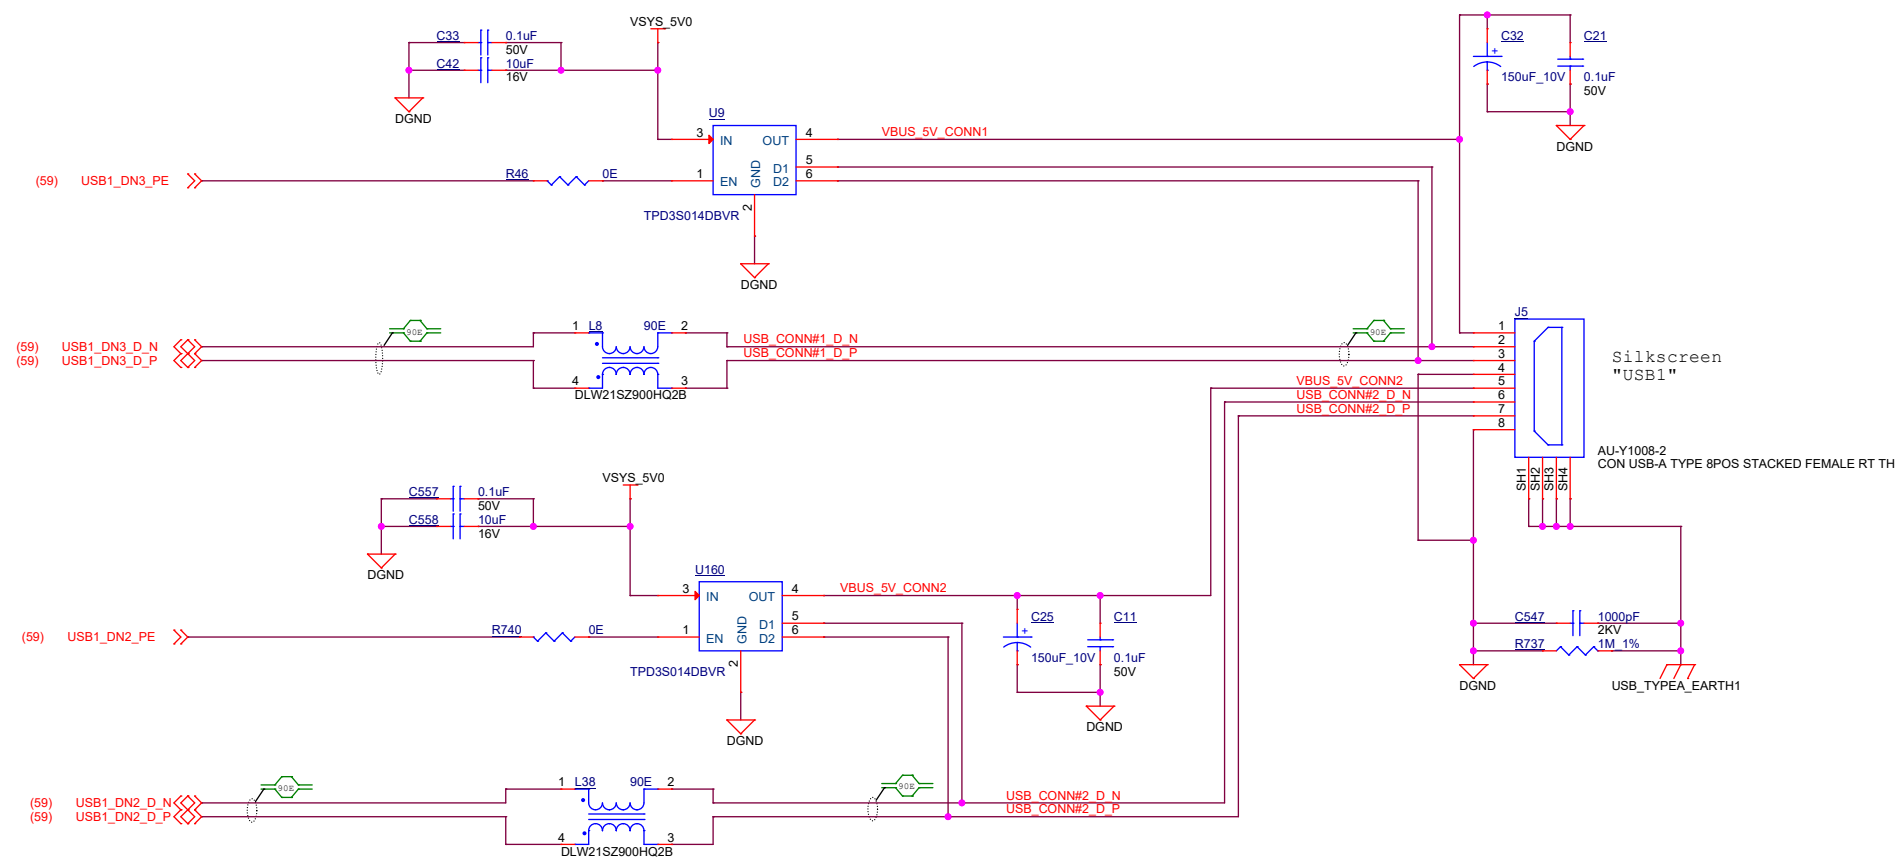 VSYS_5V0
C33 0.1uF
50V
C42 10uF
16V
DGND
C32
150uF_10V
+
C21
0.1uF
50V
DGND
U9
3 IN OUT 4
VBUS_5V_CONN1
D1 5
1 EN GND D2 6
2
TPD3S014DBVR
DGND
(59) USB1_DN3_PE
R46 0E
(59) USB1_DN3_D_N
(59) USB1_DN3_D_P
90E
1 L8 90E 2
4 3
DLW21SZ900HQ2B
USB_CONN#1_D_N
USB_CONN#1_D_P
90E
VBUS_5V_CONN2
USB_CONN#2_D_N
USB_CONN#2_D_P
J5
1
2
3
4
5
6
7
8
SH1
SH2
SH3
SH4
Silkscreen
"USB1"
AU-Y1008-2
CON USB-A TYPE 8POS STACKED FEMALE RT TH
VSYS_5V0
C557 0.1uF
50V
C558 10uF
16V
DGND
U160
3 IN OUT 4
VBUS_5V_CONN2
D1 5
1 EN GND D2 6
2
TPD3S014DBVR
DGND
(59) USB1_DN2_PE
R740 0E
C25
+
150uF_10V
C11
0.1uF
50V
DGND
C547 1000pF
2KV
R737 1M_1%
DGND
USB_TYPEA_EARTH1
(59) USB1_DN2_D_N
(59) USB1_DN2_D_P
90E
1 L38 90E 2
4 3
DLW21SZ900HQ2B
90E
USB_CONN#2_D_N
USB_CONN#2_D_P